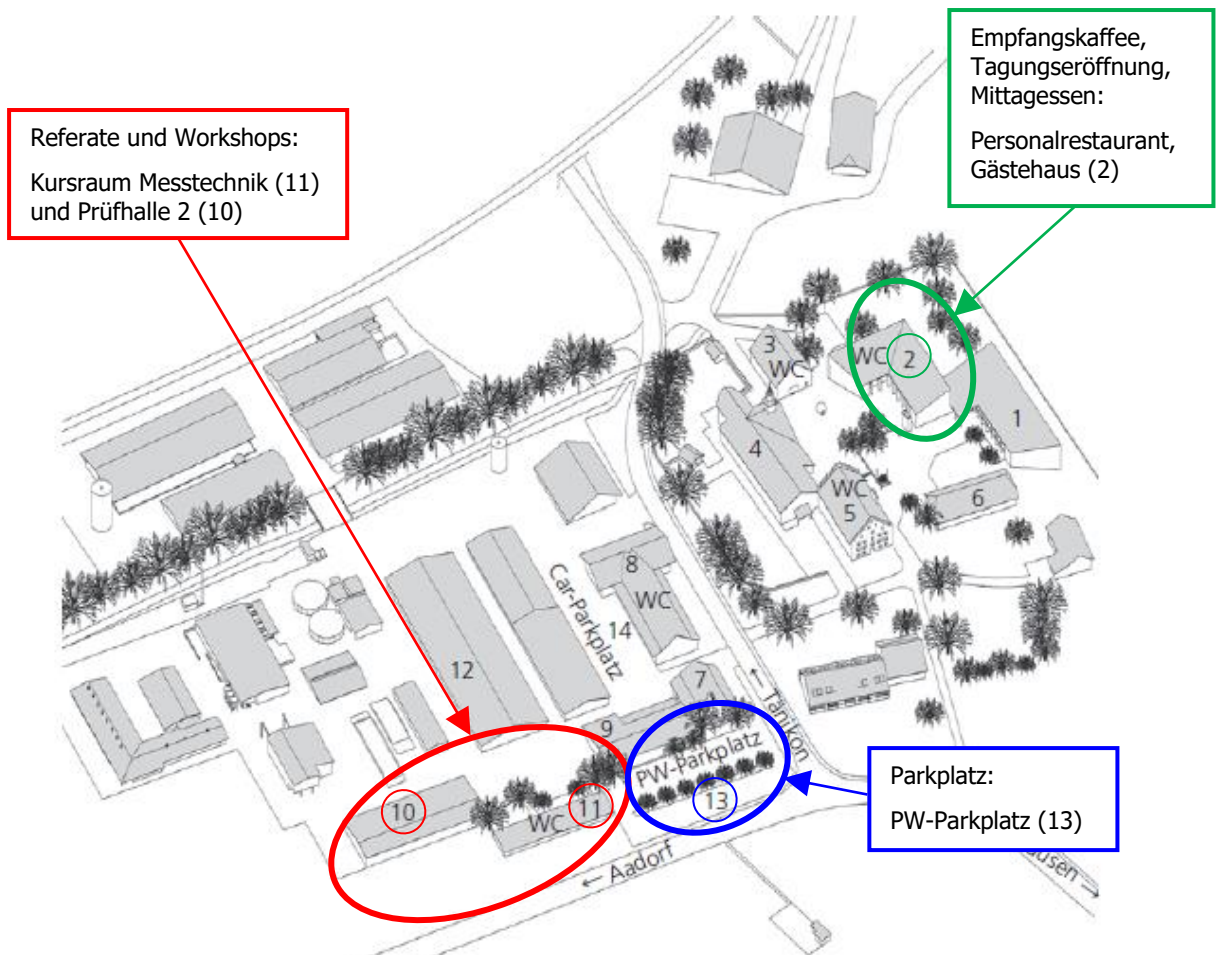 Empfangskaffee,
Tagungseröffnung,
Mittagessen:
Personalrestaurant,
Gästehaus (2)
Referate und Workshops:
Kursraum Messtechnik (11)
und Prüfhalle 2 (10)
3
WC
WC 2
1
4
WC
5
6
8
WC
14
Car-Parkplatz
12
7
9
PW-Parkplatz
← Tänikon
13
10
11
WC
← Aadorf
Parkplatz:
PW-Parkplatz (13)